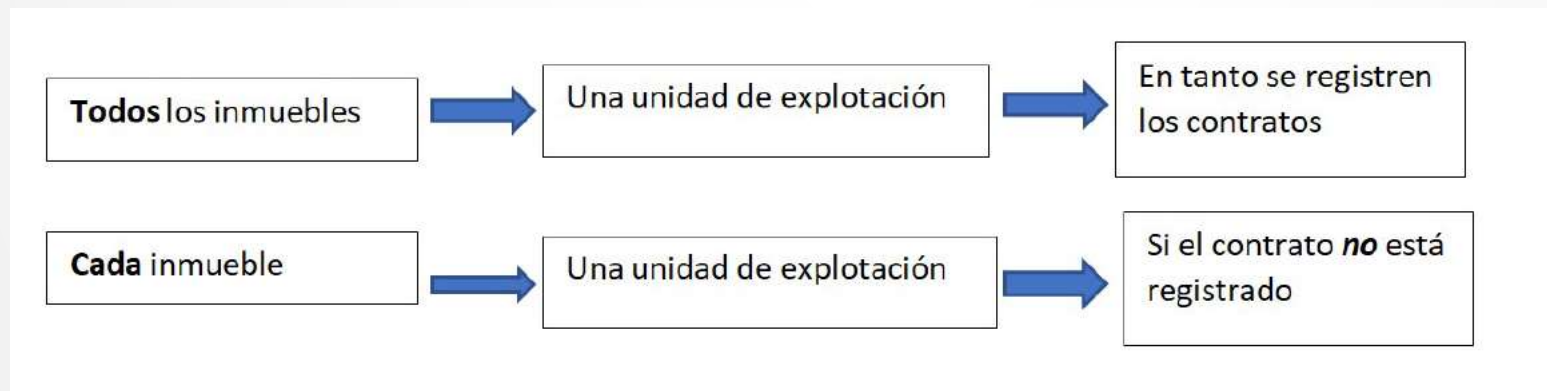 Todos los inmuebles
Una unidad de explotación
En tanto se registren
los contratos
Cada inmueble
Una unidad de explotación
Si el contrato no está
registrado